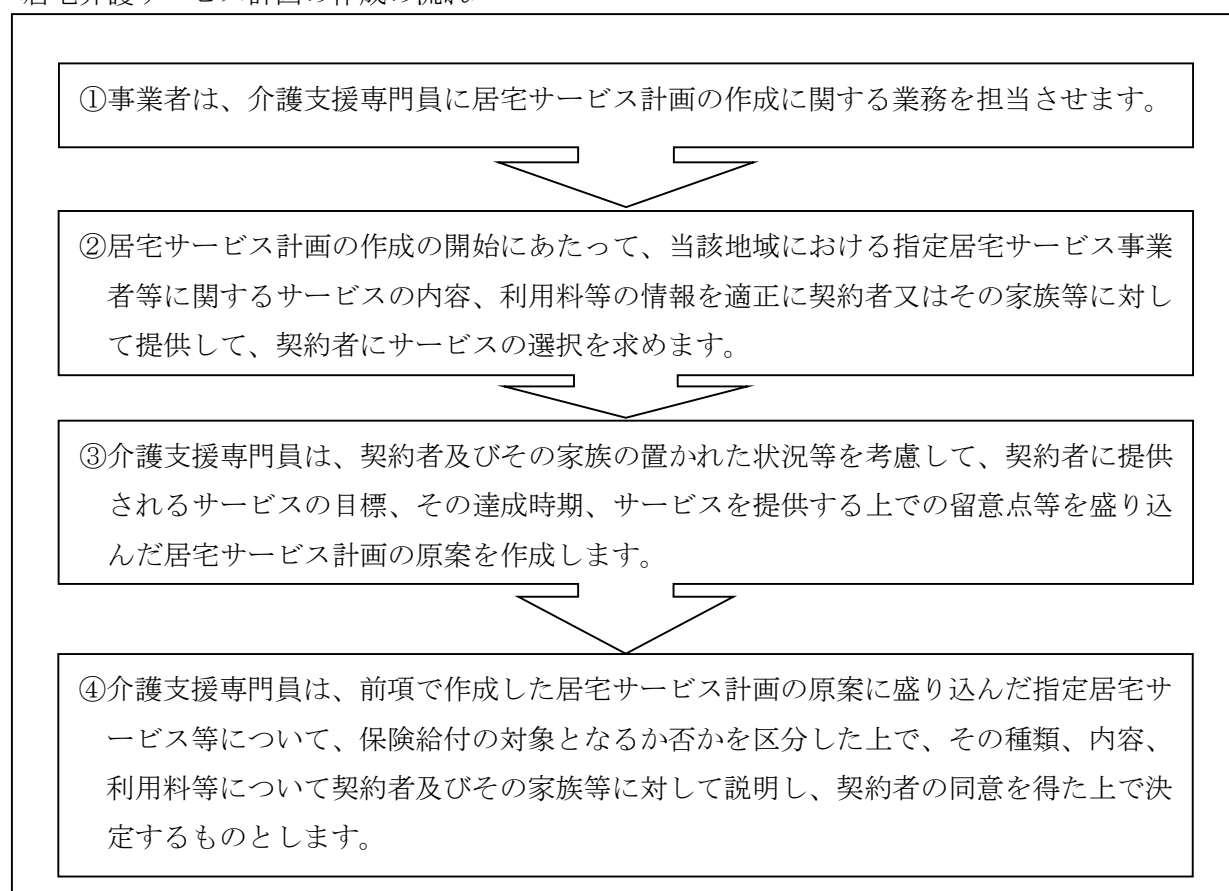 ①事業者は、介護支援専門員に居宅サービス計画の作成に関する業務を担当させます。
②居宅サービス計画の作成の開始にあたって、当該地域における指定居宅サービス事業
者等に関するサービスの内容、利用料等の情報を適正に契約者又はその家族等に対し
て提供して、契約者にサービスの選択を求めます。
③介護支援専門員は、契約者及びその家族の置かれた状況等を考慮して、契約者に提供
されるサービスの目標、その達成時期、サービスを提供する上での留意点等を盛り込
んだ居宅サービス計画の原案を作成します。
④介護支援専門員は、前項で作成した居宅サービス計画の原案に盛り込んだ指定居宅サ
ービス等について、保険給付の対象となるか否かを区分した上で、その種類、内容、
利用料等について契約者及びその家族等に対して説明し、契約者の同意を得た上で決
定するものとします。